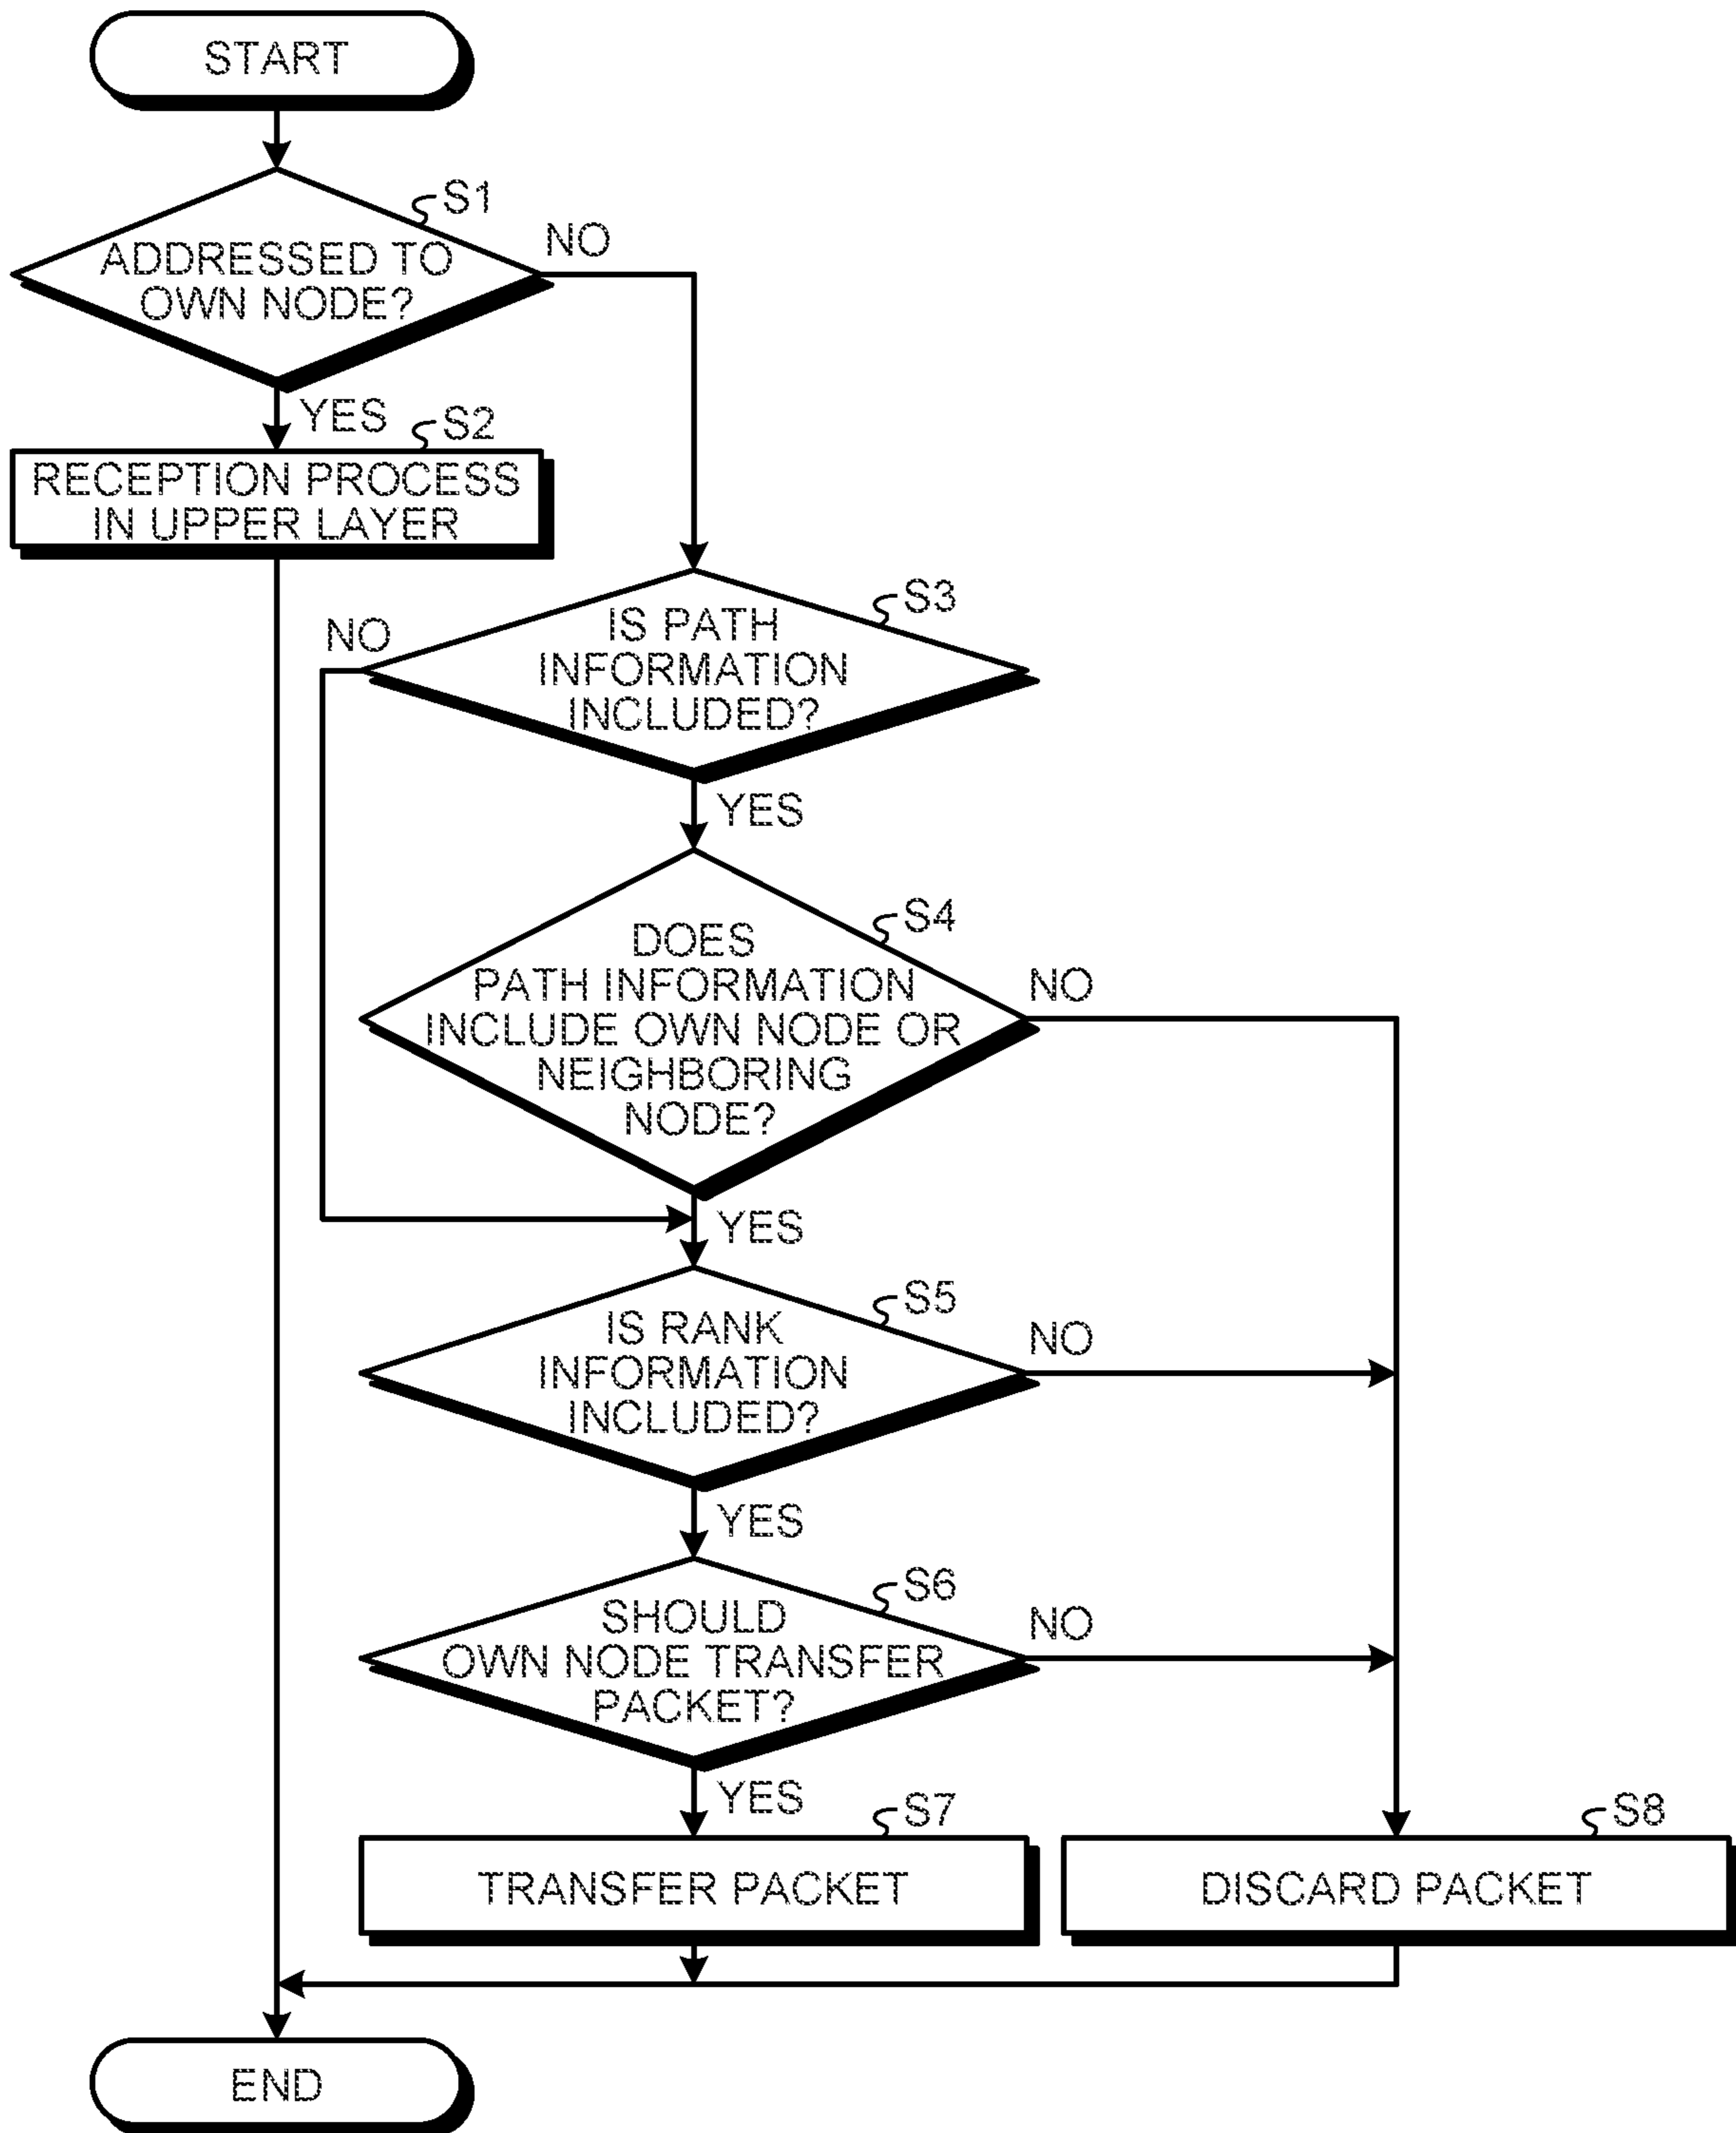 START
S1
ADDRESSED TO
OWN NODE?
NO
YES
S2
RECEPTION PROCESS
IN UPPER LAYER
S3
IS PATH
INFORMATION
INCLUDED?
NO
YES
S4
DOES
PATH INFORMATION
INCLUDE OWN NODE OR
NEIGHBORING
NODE?
NO
YES
S5
IS RANK
INFORMATION
INCLUDED?
NO
YES
S6
SHOULD
OWN NODE TRANSFER
PACKET?
NO
YES
S7
TRANSFER PACKET
S8
DISCARD PACKET
END